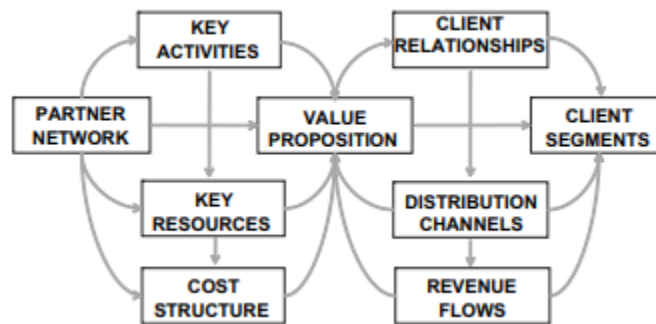 KEY
ACTIVITIES
CLIENT
RELATIONSHIPS
PARTNER
NETWORK
VALUE
PROPOSITION
CLIENT
SEGMENTS
KEY
RESOURCES
DISTRIBUTION
CHANNELS
COST
STRUCTURE
REVENUE
FLOWS